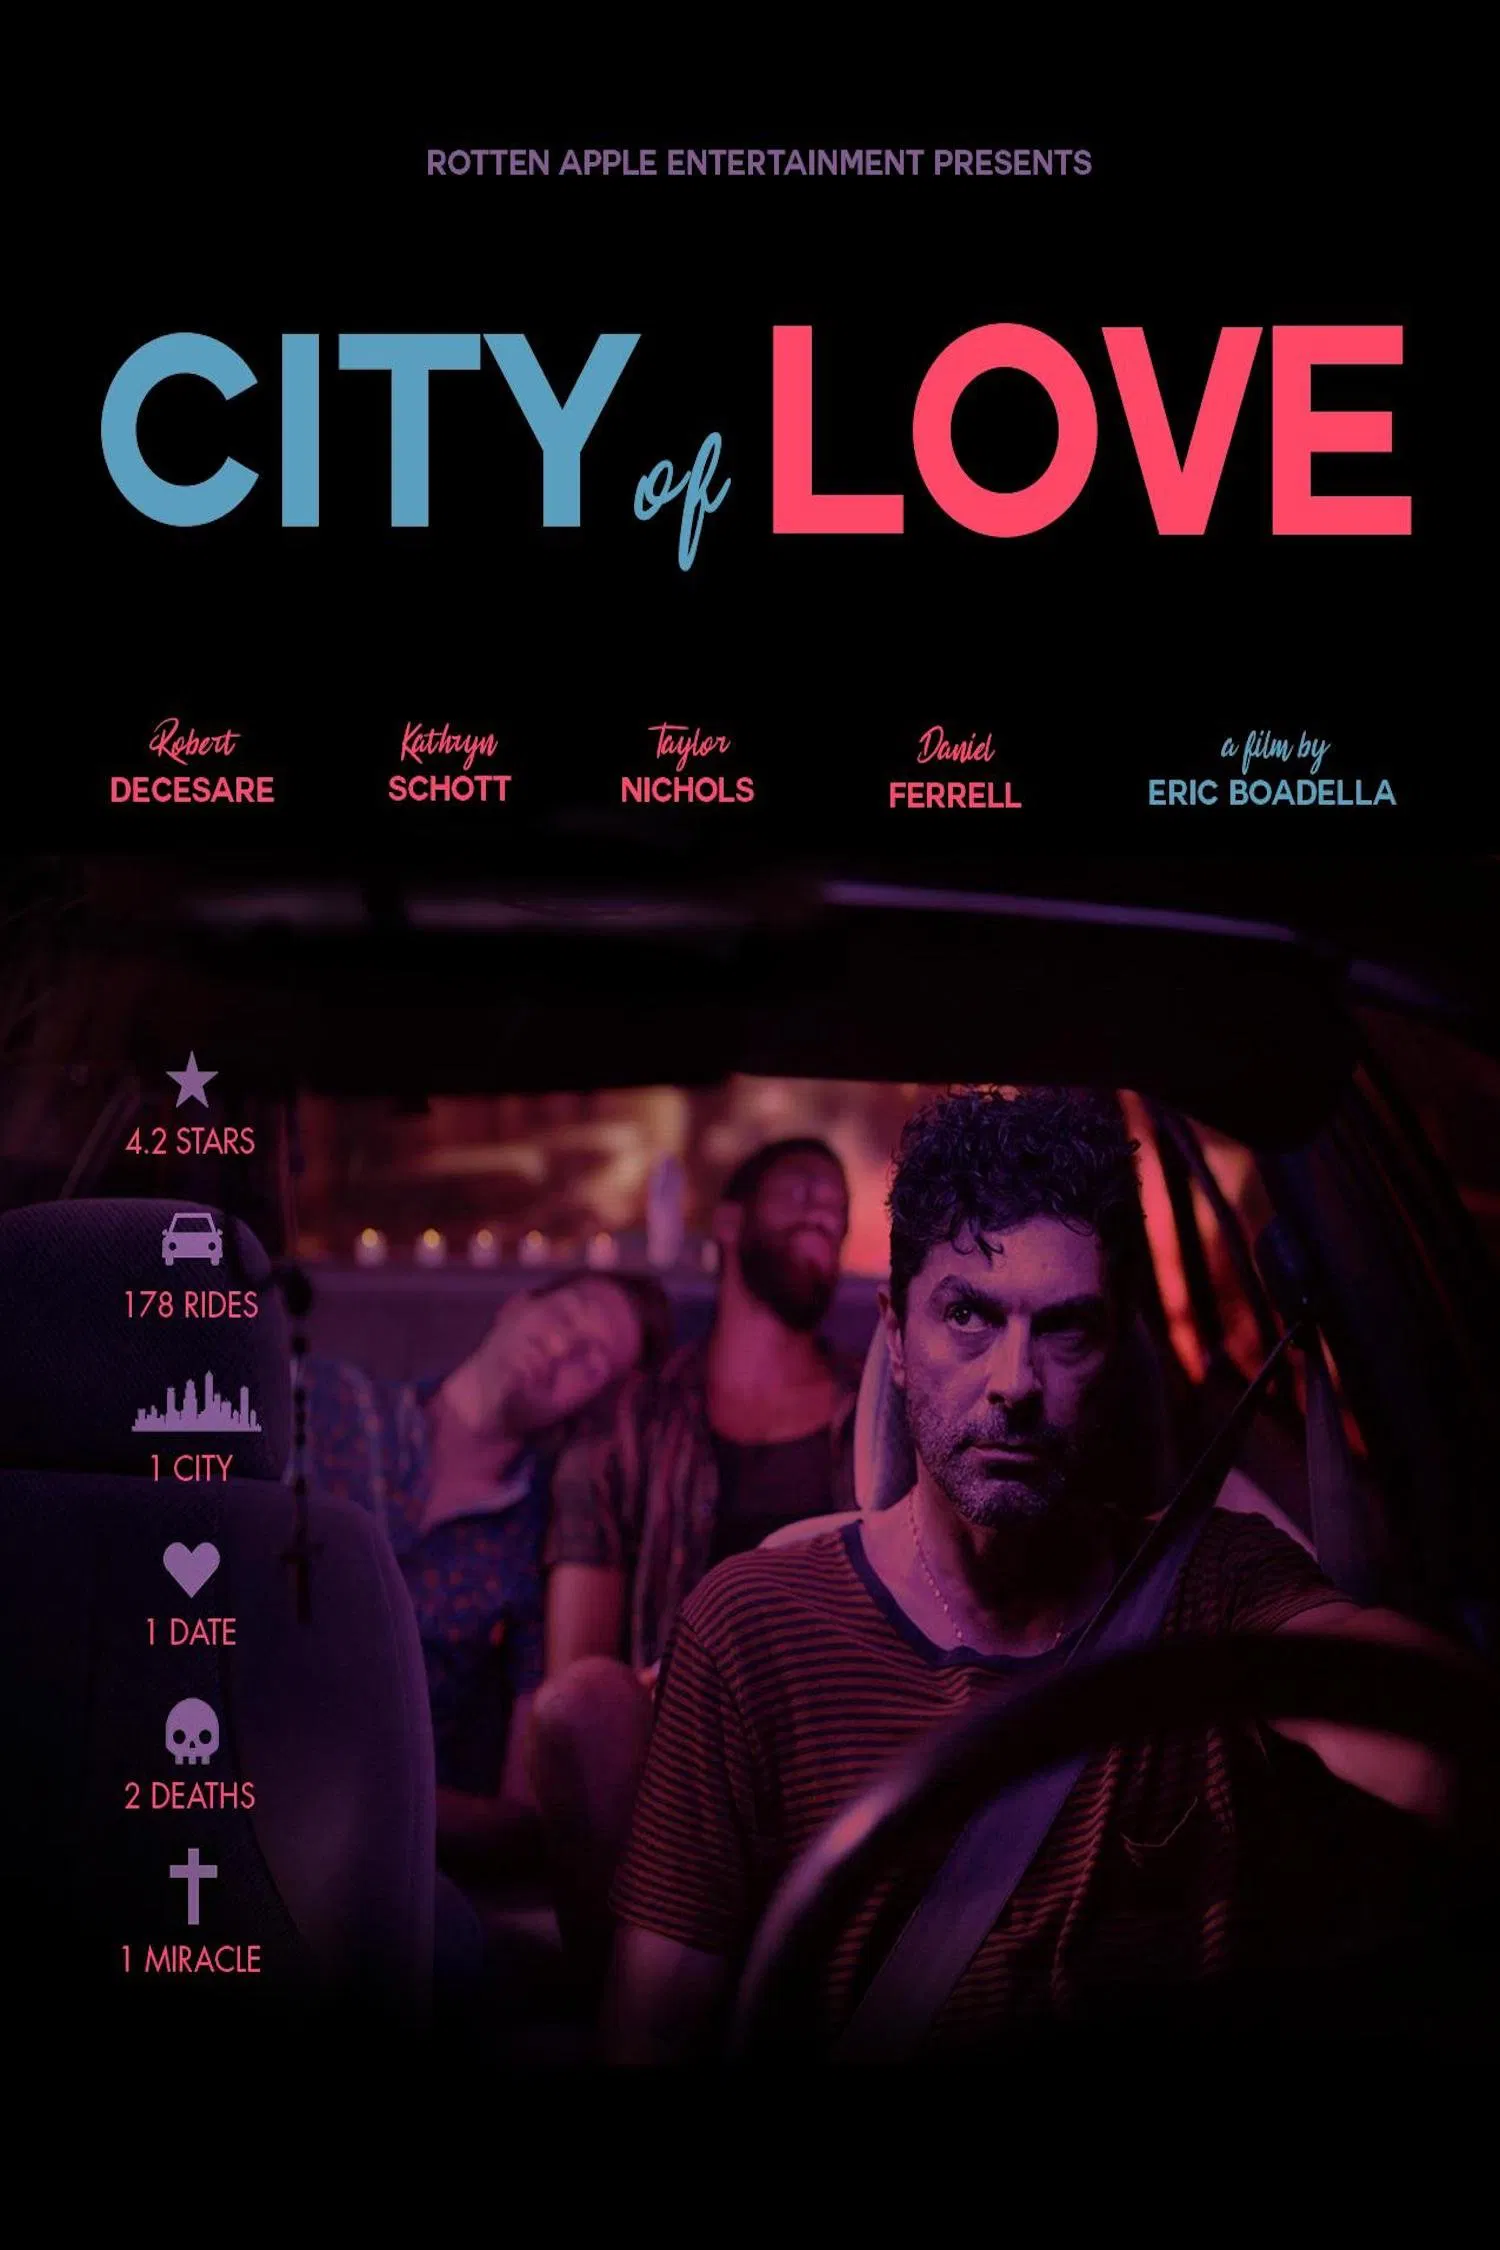 ROTTEN APPLE ENTERTAINMENT PRESENTS
CITY of LOVE
Robert
DECESARE
Kathryn
SCHOTT
Taylor
NICHOLS
Daniel
FERRELL
a film by
ERIC BOADELLA
4.2 STARS
178 RIDES
1 CITY
1 DATE
2 DEATHS
1 MIRACLE